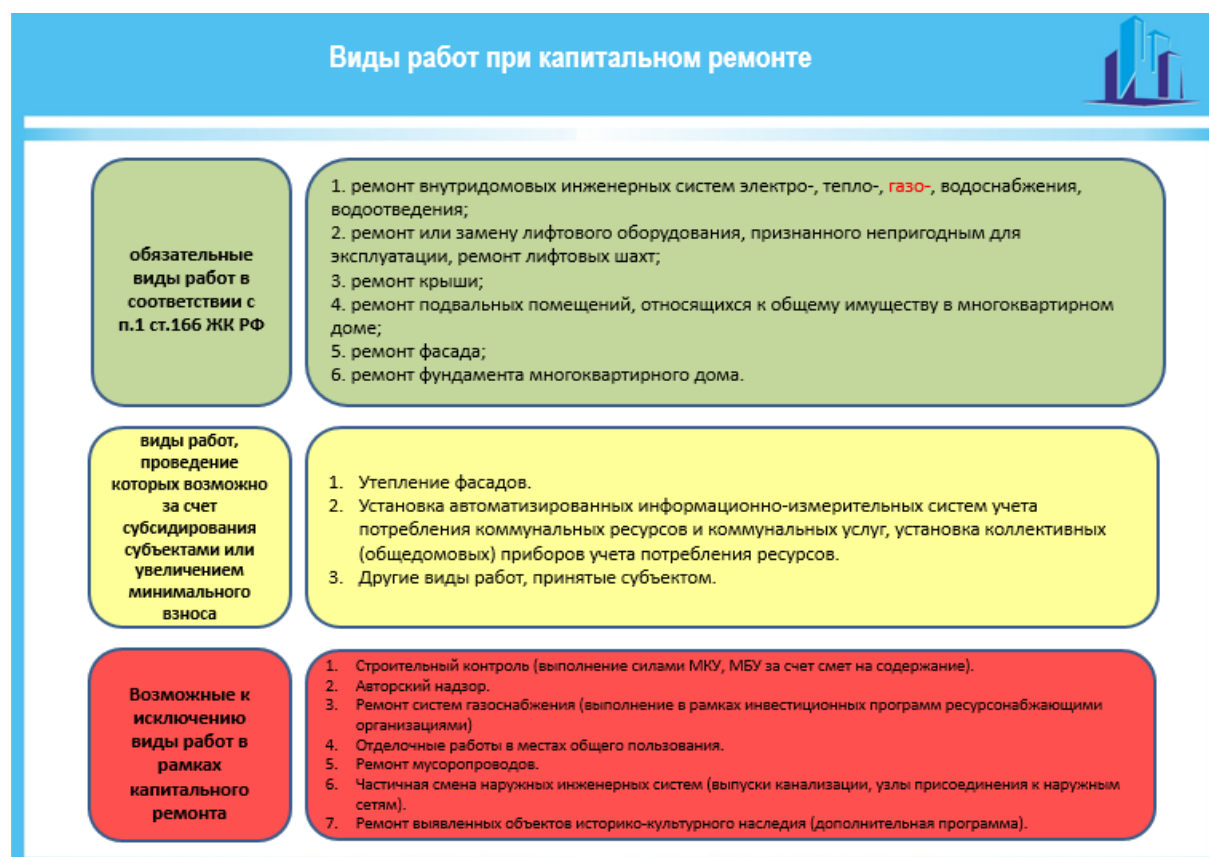 Виды работ при капитальном ремонте
обязательные
виды работ в
соответствии с
п.1 ст.166 ЖК РФ
1. ремонт внутридомовых инженерных систем электро-, тепло-, газо-, водоснабжения,
водоотведения;
2. ремонт или замену лифтового оборудования, признанного непригодным для
эксплуатации, ремонт лифтовых шахт;
3. ремонт крыши;
4. ремонт подвальных помещений, относящихся к общему имуществу в многоквартирном
доме;
5. ремонт фасада;
6. ремонт фундамента многоквартирного дома.
виды работ,
проведение
которых возможно
за счет
субсидирования
субъектами или
увеличением
минимального
взноса
1. Утепление фасадов.
2. Установка автоматизированных информационно-измерительных систем учета
потребления коммунальных ресурсов и коммунальных услуг, установка коллективных
(общедомовых) приборов учета потребления ресурсов.
3. Другие виды работ, принятые субъектом.
Возможные к
исключению
виды работ в
рамках
капитального
ремонта
1. Строительный контроль (выполнение силами МКУ, МБУ за счет смет на содержание).
2. Авторский надзор.
3. Ремонт систем газоснабжения (выполнение в рамках инвестиционных программ ресурсонабжающими
организациями)
4. Отделочные работы в местах общего пользования.
5. Ремонт мусоропроводов.
6. Частичная смена наружных инженерных систем (выпуски канализации, узлы присоединения к наружным
сетям).
7. Ремонт выявленных объектов историко-культурного наследия (дополнительная программа).